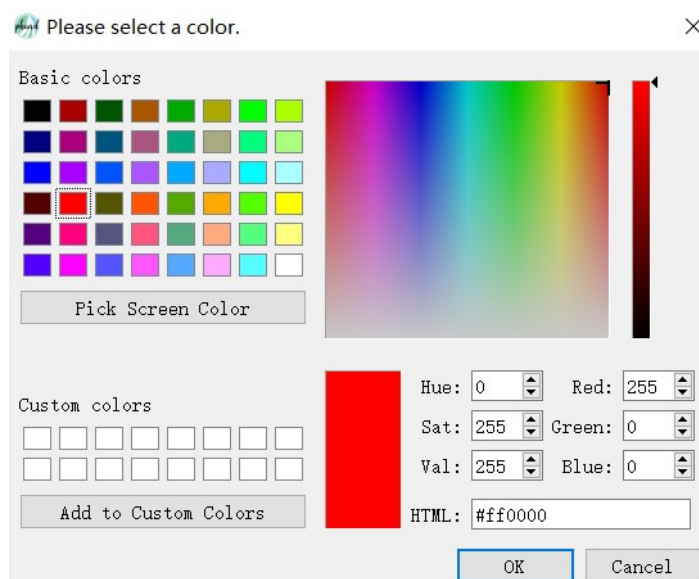 Please select a color.
Basic colors
Pick Screen Color
Custom colors
Add to Custom Colors
Hue: 0 Red: 255
Sat: 255 Green: 0
Val: 255 Blue: 0
HTML: #ff0000
OK Cancel